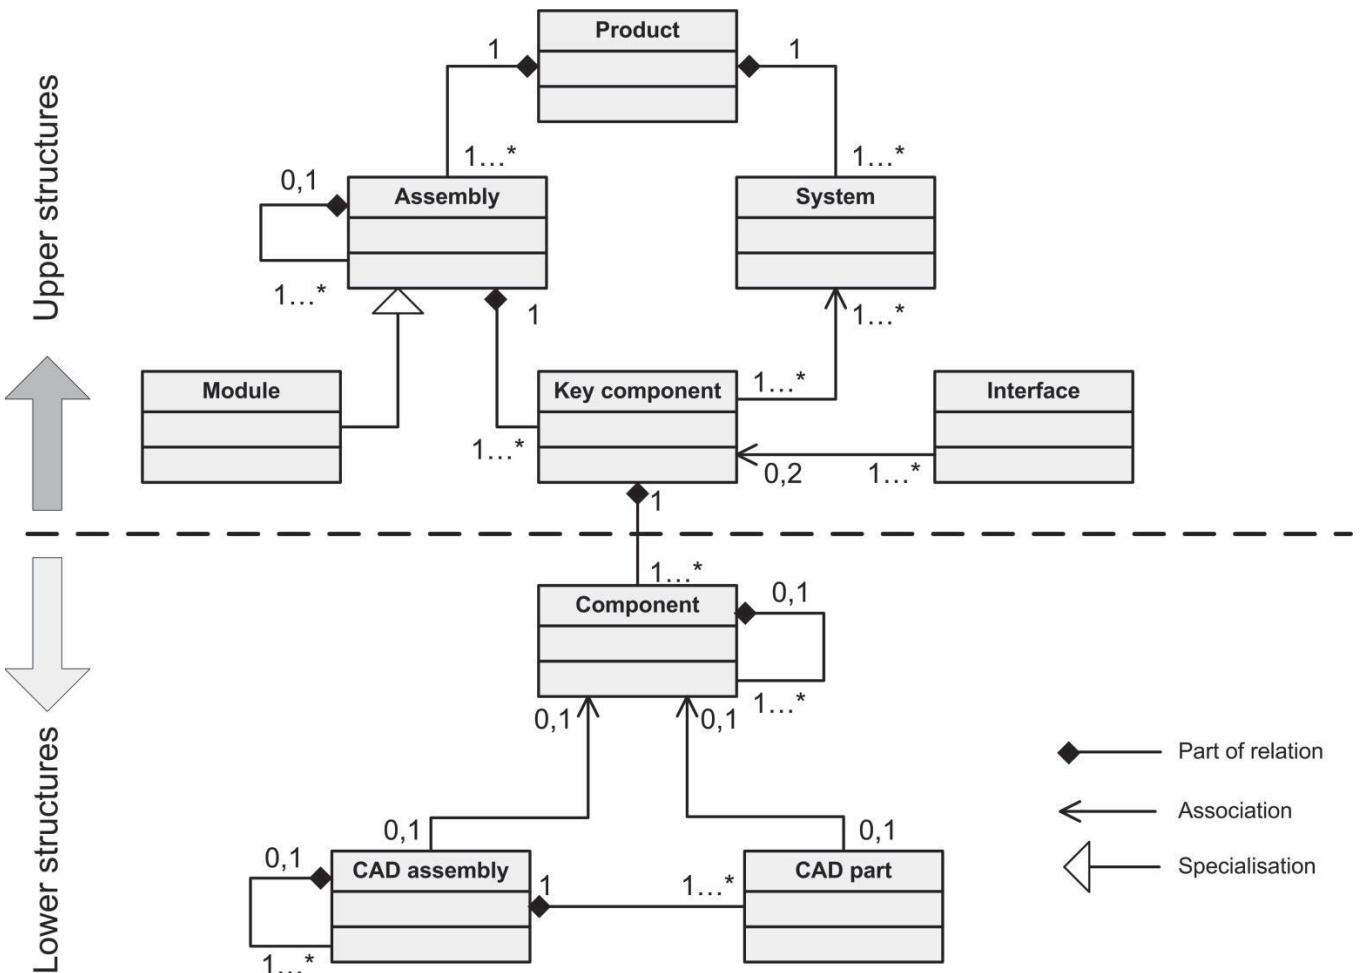 Product
1
1
1...*
1...*
0,1
Assembly
System
Upper structures
1...*
1
1...*
Module
Key component
1...*
Interface
1...*
0,2
1...*
1
1...*
Component
0,1
1...*
0,1
0,1
Lower structures
Part of relation
Association
0,1
0,1
0,1
CAD assembly
1
1...*
CAD part
Specialisation
1...*